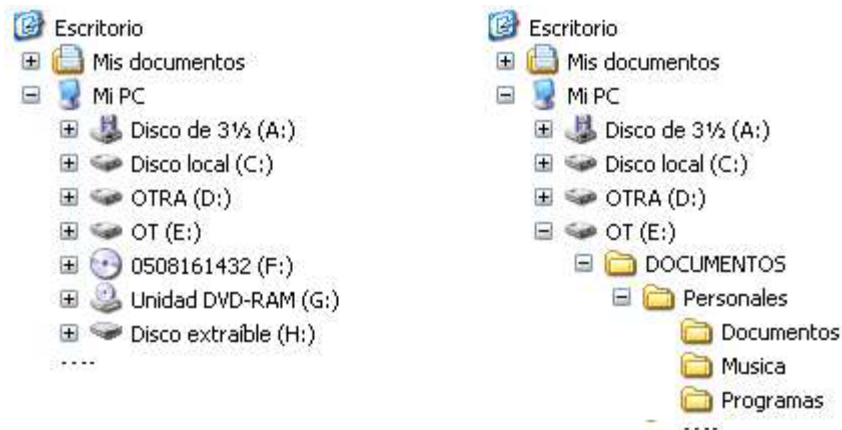 Escritorio
Mis documentos
Mi PC
Disco de 3½ (A:)
Disco local (C:)
OTRA (D:)
OT (E:)
0508161432 (F:)
Unidad DVD-RAM (G:)
Disco extraíble (H:)
----
Escritorio
Mis documentos
Mi PC
Disco de 3½ (A:)
Disco local (C:)
OTRA (D:)
OT (E:)
DOCUMENTOS
Personales
Documentos
Musica
Programas
----